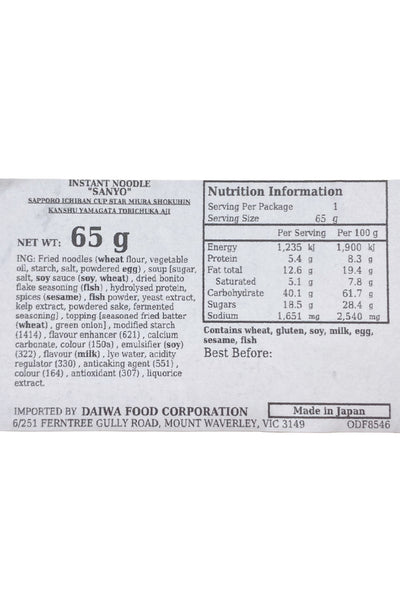 INSTANT NOODLE
"SANYO"
SAPPORO ICHIBAN CUP STAR MIURA SHOKUHIN
KANSHU YAMAGATA TORICHUKA AJI
NET WT: 65 g
ING: Fried noodles (wheat flour, vegetable
oil, starch, salt, powdered egg) , soup [sugar,
salt, soy sauce (soy, wheat), dried bonito
flake seasoning (fish) , hydrolysed protein,
spices (sesame) , fish powder, yeast extract,
kelp powder, powdered sake, fermented
seasoning] , topping [seasoned fried batter
(wheat) , green onion] , modified starch
(1414) , flavour enhancer (621) , calcium
carbonate, colour (150a) , emulsifier (soy)
(322) , flavour (milk) , lye water, acidity
regulator (330) , anticaking agent (551) ,
colour (164) , antioxidant (307) , liquorice
extract.
Nutrition Information
Serving Per Package 1
Serving Size 65 g
Per Serving Per 100 g
Energy 1,235 kJ 1,900 kJ
Protein 5.4 g 8.3 g
Fat total 12.6 g 19.4 g
Saturated 5.1 g 7.8 g
Carbohydrate 40.1 g 61.7 g
Sugars 18.5 g 28.4 g
Sodium 1,651 mg 2,540 mg
Contains wheat, gluten, soy, milk, egg,
sesame, fish
Best Before:
IMPORTED BY DAIWA FOOD CORPORATION Made in Japan
6/251 FERNTREE GULLY ROAD, MOUNT WAVERLEY, VIC 3149 ODF8546